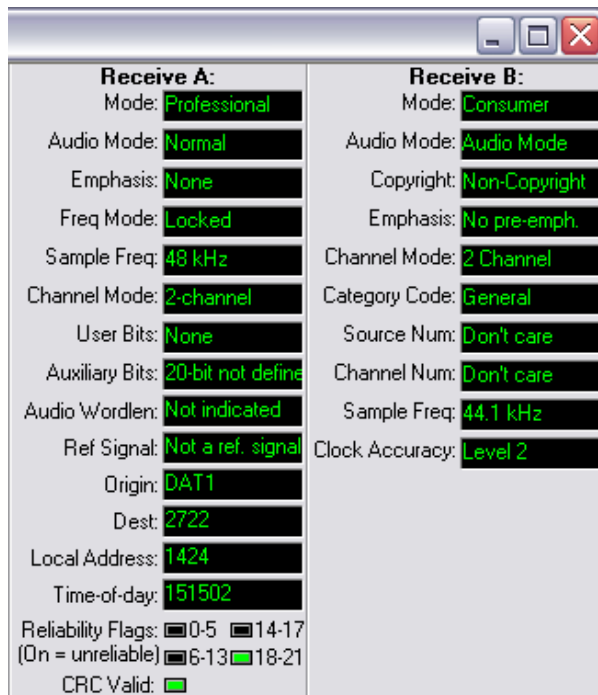 Receive A:
Mode: Professional
Audio Mode: Normal
Emphasis: None
Freq Mode: Locked
Sample Freq: 48 kHz
Channel Mode: 2-channel
User Bits: None
Auxiliary Bits: 20-bit not define
Audio Wordlen: Not indicated
Ref Signal: Not a ref. signal
Origin: DAT1
Dest: 2722
Local Address: 1424
Time-of-day: 151502
Reliability Flags: 0-5 14-17
(On = unreliable) 6-13 18-21
CRC Valid:
Receive B:
Mode: Consumer
Audio Mode: Audio Mode
Copyright: Non-Copyright
Emphasis: No pre-emph.
Channel Mode: 2 Channel
Category Code: General
Source Num: Don't care
Channel Num: Don't care
Sample Freq: 44.1 kHz
Clock Accuracy: Level 2